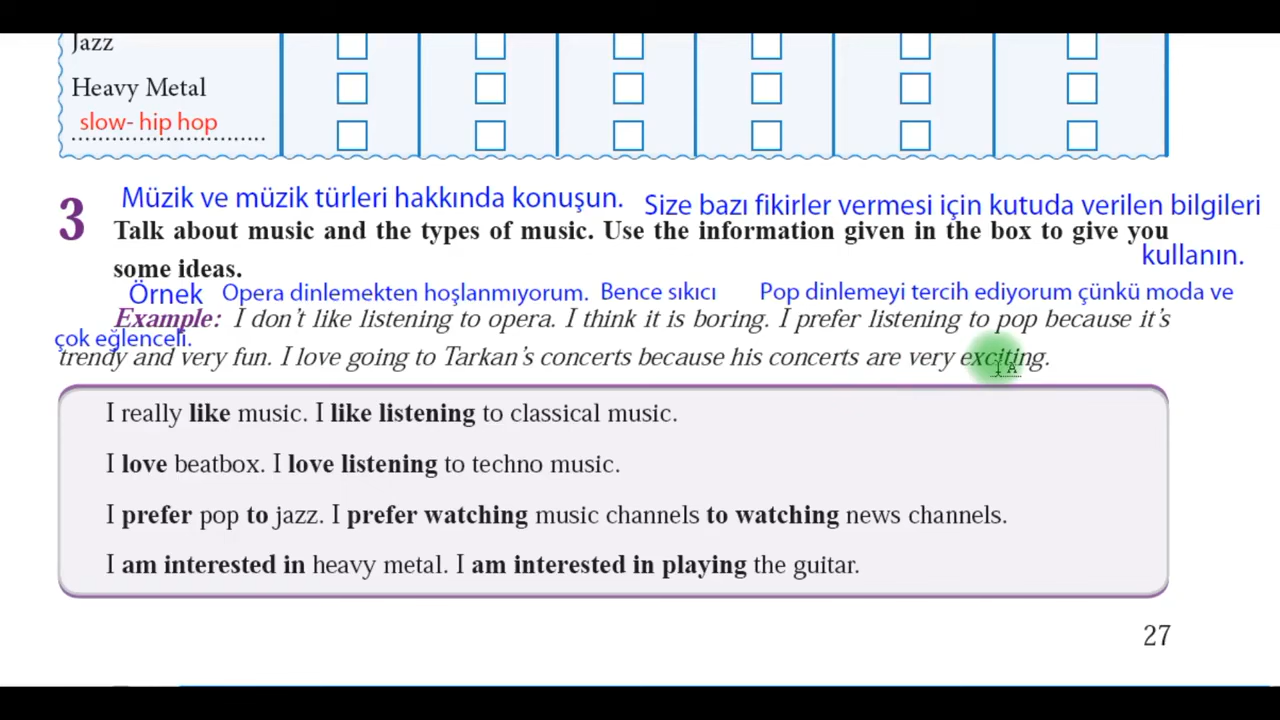 Jazz
Heavy Metal
slow- hip hop
Müzik ve müzik türleri hakkında konuşun. Size bazı fikirler vermesi için kutuda verilen bilgileri
3 Talk about music and the types of music. Use the information given in the box to give you
kullanın.
some ideas.
Örnek Opera dinlemekten hoşlanmıyorum. Bence sıkıcı Pop dinlemeyi tercih ediyorum çünkü moda ve
Example: I don't like listening to opera. I think it is boring. I prefer listening to pop because it's
çok eğlenceli.
trendy and very fun. I love going to Tarkan's concerts because his concerts are very exciting.
I really like music. I like listening to classical music.
I love beatbox. I love listening to techno music.
I prefer pop to jazz. I prefer watching music channels to watching news channels.
I am interested in heavy metal. I am interested in playing the guitar.
27